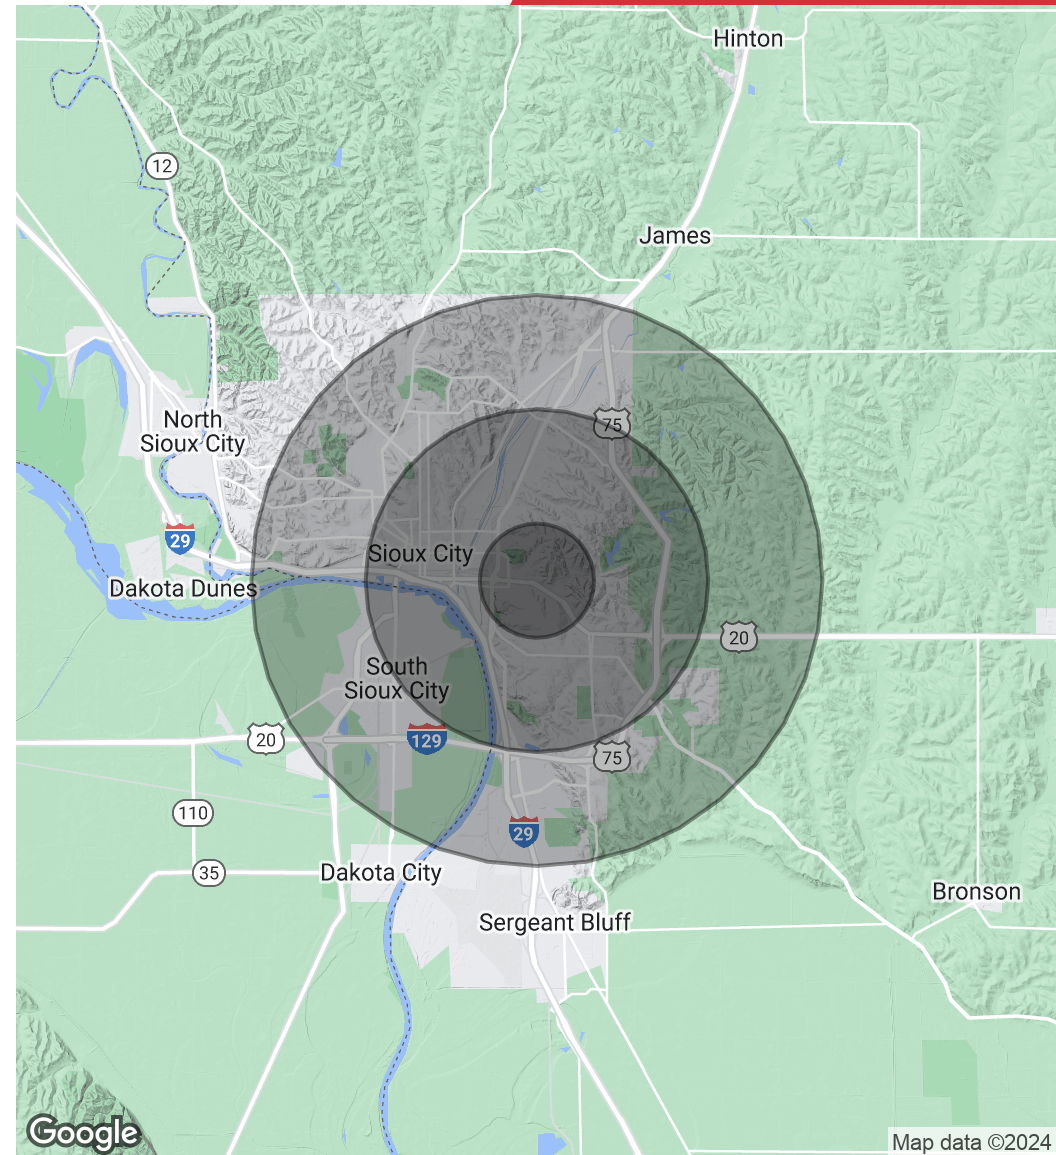 Hinton
12
James
North
Sioux City
75
29
Sioux City
Dakota Dunes
20
South
Sioux City
20
129
75
110
29
35
Dakota City
Bronson
Sergeant Bluff
Google
Map data ©2024